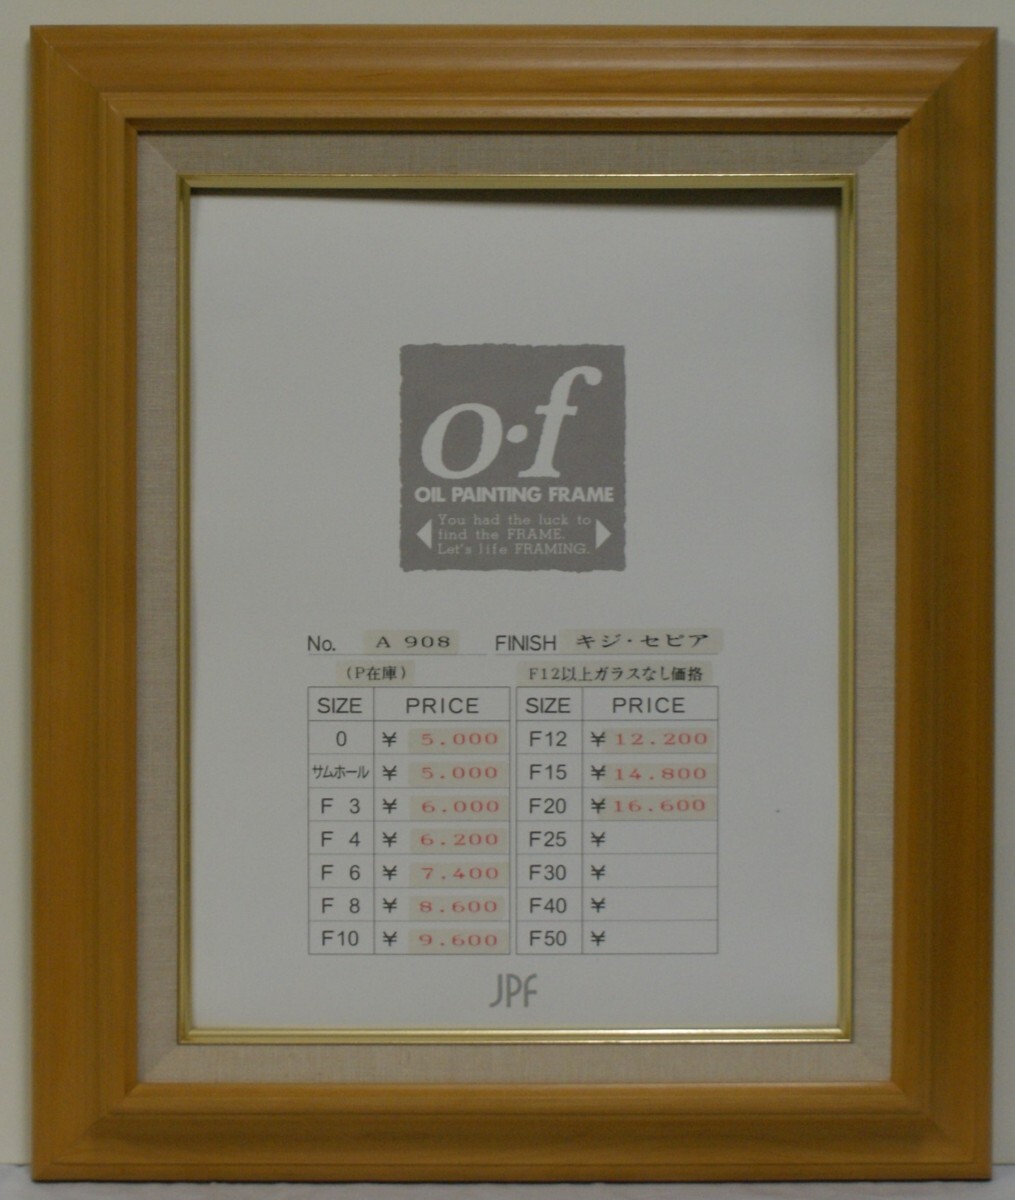 o·f
OIL PAINTING FRAME
You had the luck to
find the FRAME.
Let's life FRAMING.
No. A 908 FINISH キジ・セピア
(P在庫) F12以上ガラスなし価格
SIZE PRICE SIZE PRICE
0 ¥ 5.000 F12 ¥ 12.200
サムホール ¥ 5.000 F15 ¥ 14.800
F 3 ¥ 6.000 F20 ¥ 16.600
F 4 ¥ 6.200 F25 ¥
F 6 ¥ 7.400 F30 ¥
F 8 ¥ 8.600 F40 ¥
F10 ¥ 9.600 F50 ¥
JPF